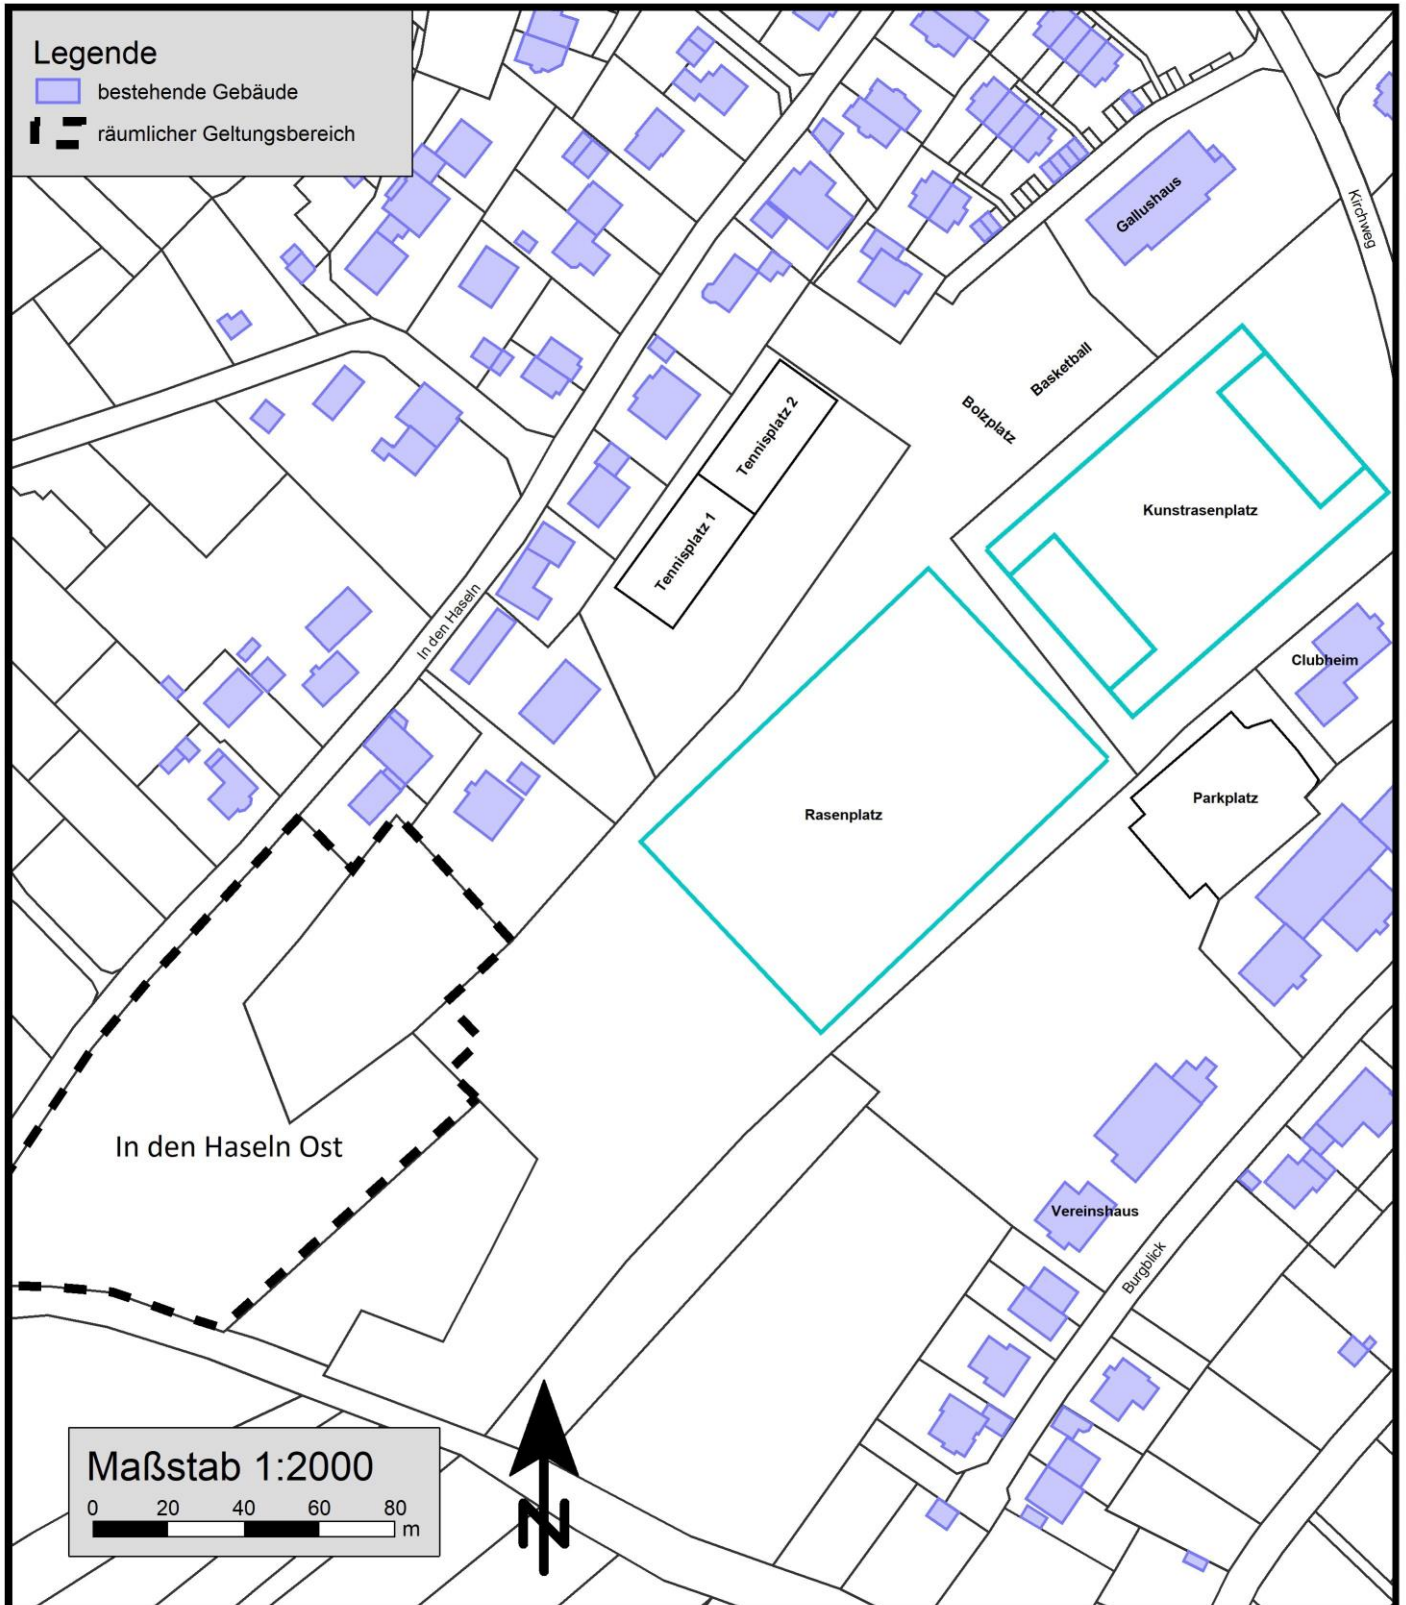 Legende
bestehende Gebäude
räumlicher Geltungsbereich
Gallushaus
Kirchweg
Basketball
Bolzplatz
Tennisplatz 2
Tennisplatz 1
Kunstrasenplatz
In den Haseln
Clubheim
Parkplatz
Rasenplatz
In den Haseln Ost
Vereinshaus
Burgblick
Maßstab 1:2000
0 20 40 60 80
m
N